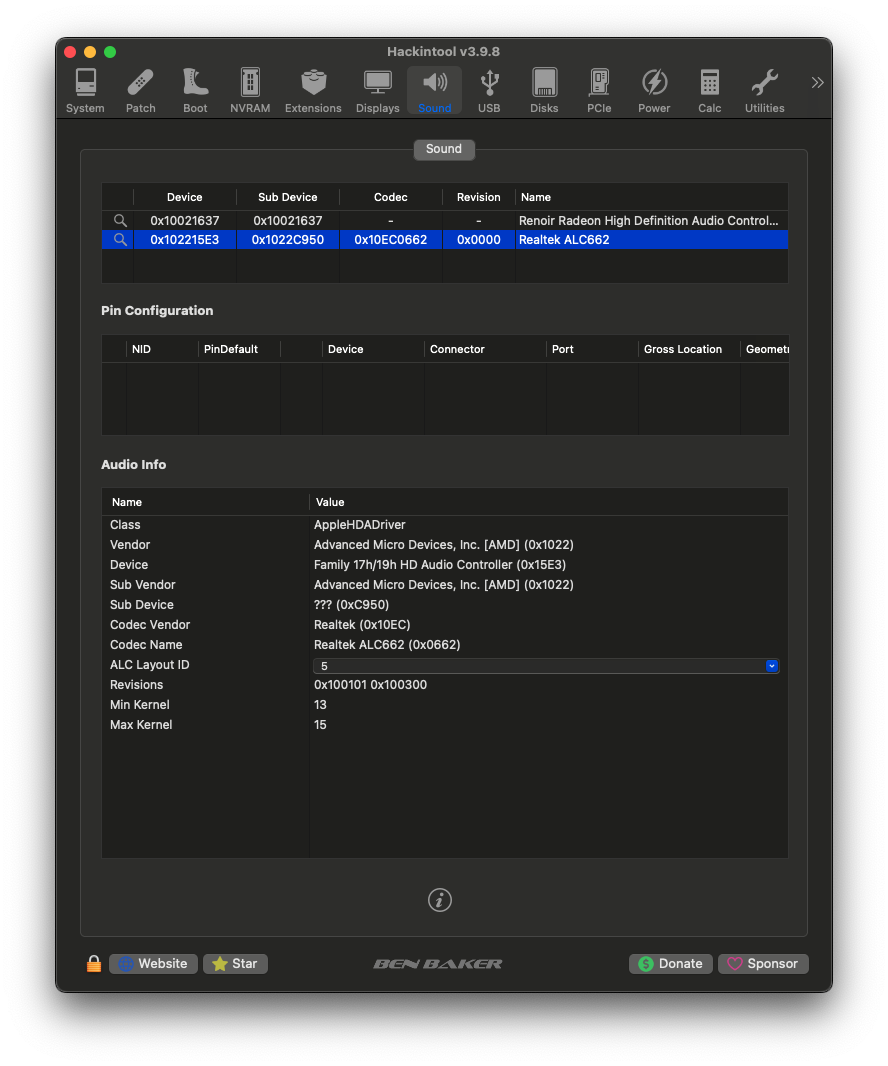 Hackintool v3.9.8
System Patch Boot NVRAM Extensions Displays Sound USB Disks PCIe Power Calc Utilities
Sound
Device Sub Device Codec Revision Name
0x10021637 0x10021637 - - Renoir Radeon High Definition Audio Control...
0x102215E3 0x1022C950 0x10EC0662 0x0000 Realtek ALC662
Pin Configuration
NID PinDefault Device Connector Port Gross Location Geomet
Audio Info
Name Value
Class AppleHDADriver
Vendor Advanced Micro Devices, Inc. [AMD] (0x1022)
Device Family 17h/19h HD Audio Controller (0x15E3)
Sub Vendor Advanced Micro Devices, Inc. [AMD] (0x1022)
Sub Device ??? (0xC950)
Codec Vendor Realtek (0x10EC)
Codec Name Realtek ALC662 (0x0662)
ALC Layout ID 5
Revisions 0x100101 0x100300
Min Kernel 13
Max Kernel 15
Website Star BEN BAKER Donate Sponsor